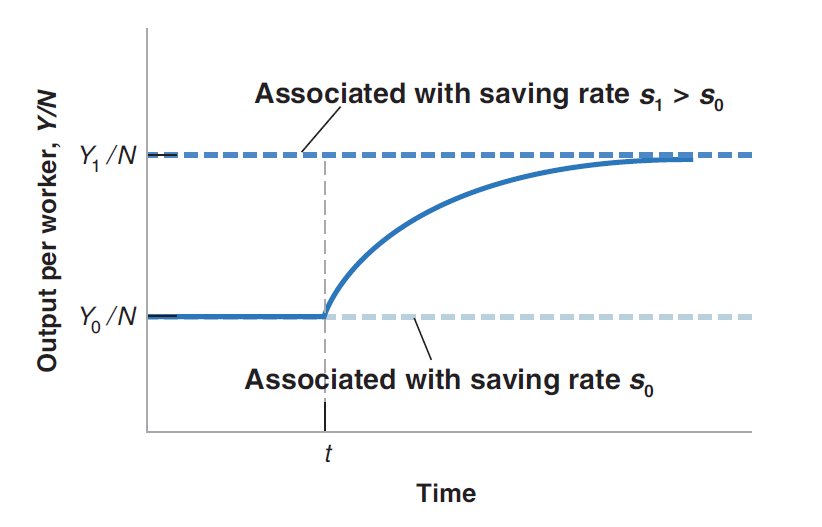 Associated with saving rate s₁ > s₀
Output per worker, Y/N
Y₁/N
Y₀/N
Associated with saving rate s₀
t
Time